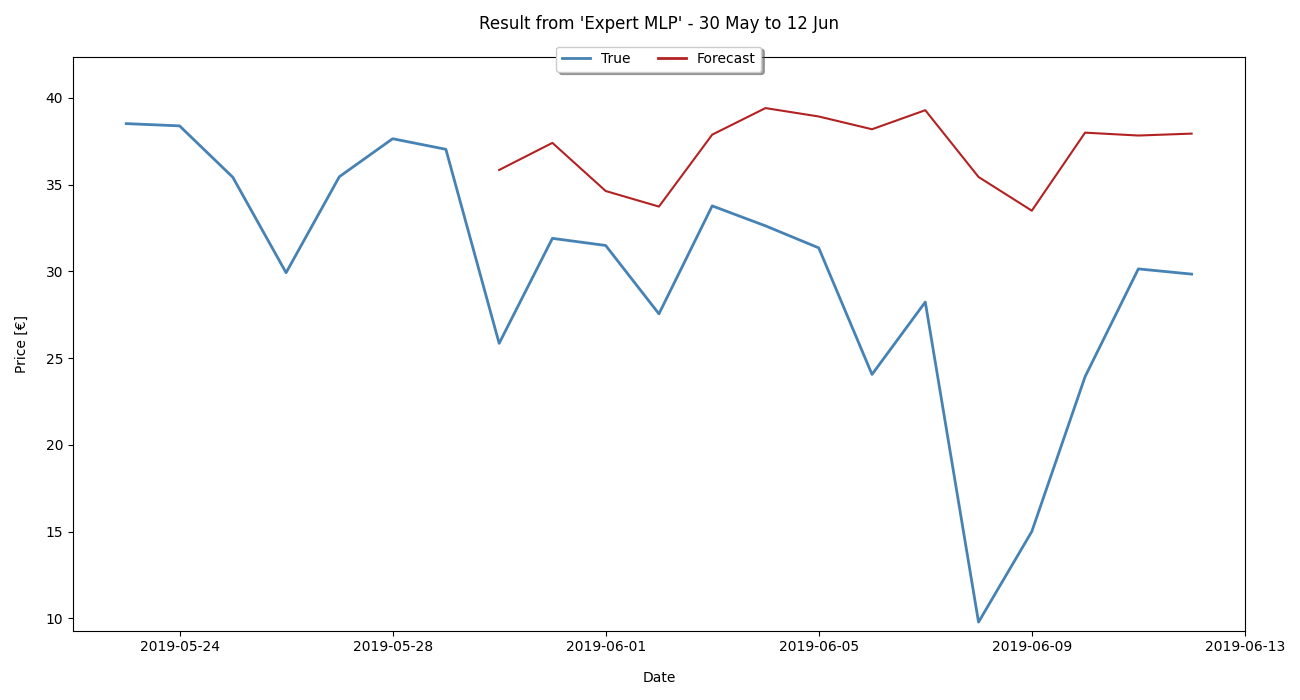 Result from 'Expert MLP' - 30 May to 12 Jun
True Forecast
40
35
30
25
20
15
10
Price [€]
2019-05-24 2019-05-28 2019-06-01 2019-06-05 2019-06-09 2019-06-13
Date